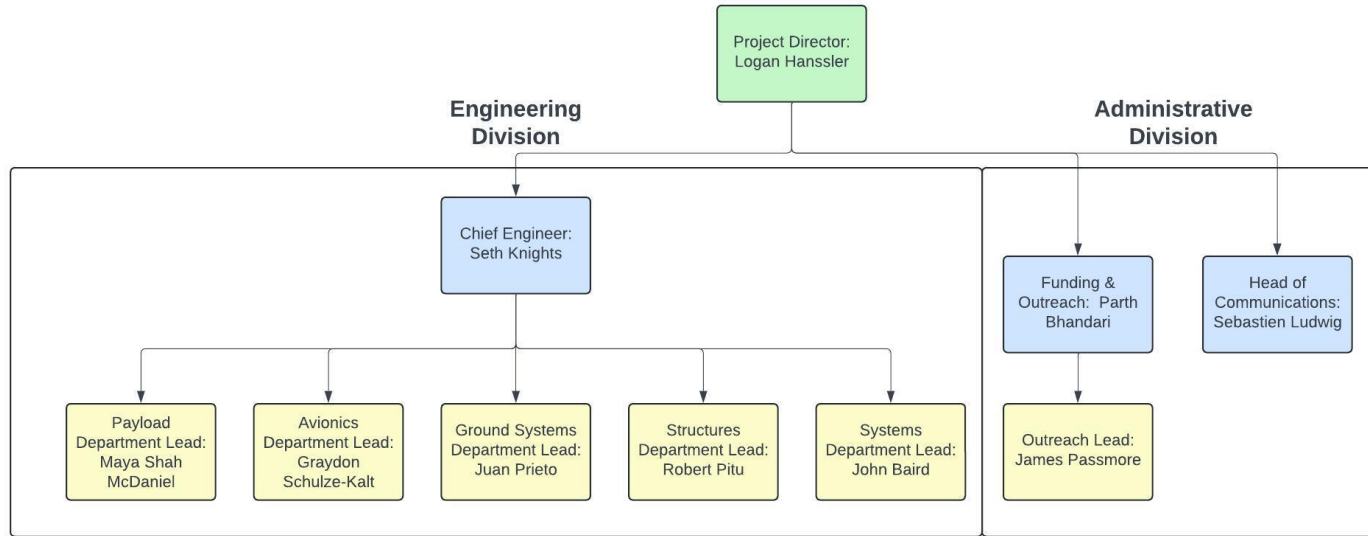 Project Director:
Logan Hanssler
Engineering
Division
Administrative
Division
Chief Engineer:
Seth Knights
Funding &
Outreach:  Parth
Bhandari
Head of
Communications:
Sebastien Ludwig
Payload
Department Lead:
Maya Shah
McDaniel
Avionics
Department Lead:
Graydon
Schulze-Kalt
Ground Systems
Department Lead:
Juan Prieto
Structures
Department Lead:
Robert Pitu
Systems
Department Lead:
John Baird
Outreach Lead:
James Passmore